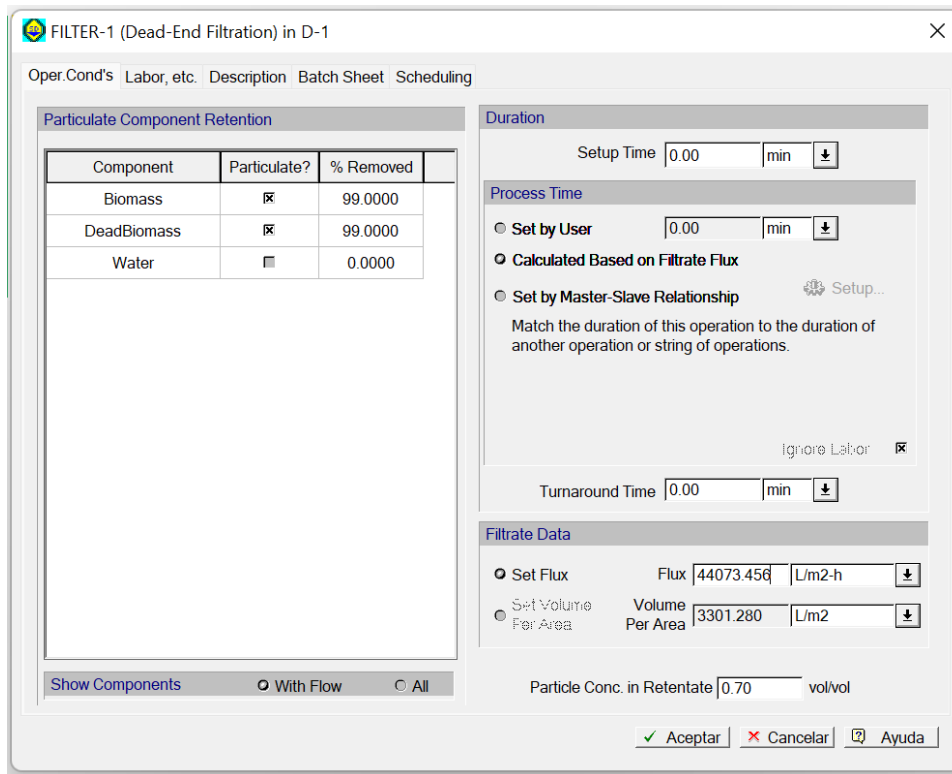 FILTER-1 (Dead-End Filtration) in D-1
Oper.Cond's Labor, etc. Description Batch Sheet Scheduling
Particulate Component Retention
Component Particulate? % Removed
Biomass 99.0000
DeadBiomass 99.0000
Water 0.0000
Show Components With Flow All
Duration
Setup Time 0.00 min
Process Time
Set by User 0.00 min
Calculated Based on Filtrate Flux
Set by Master-Slave Relationship Setup...
Match the duration of this operation to the duration of
another operation or string of operations.
Ignore Labor
Turnaround Time 0.00 min
Filtrate Data
Set Flux Flux 44073.456 L/m2-h
Set Volume Per Area Volume Per Area 3301.280 L/m2
Particle Conc. in Retentate 0.70 vol/vol
Aceptar Cancelar Ayuda